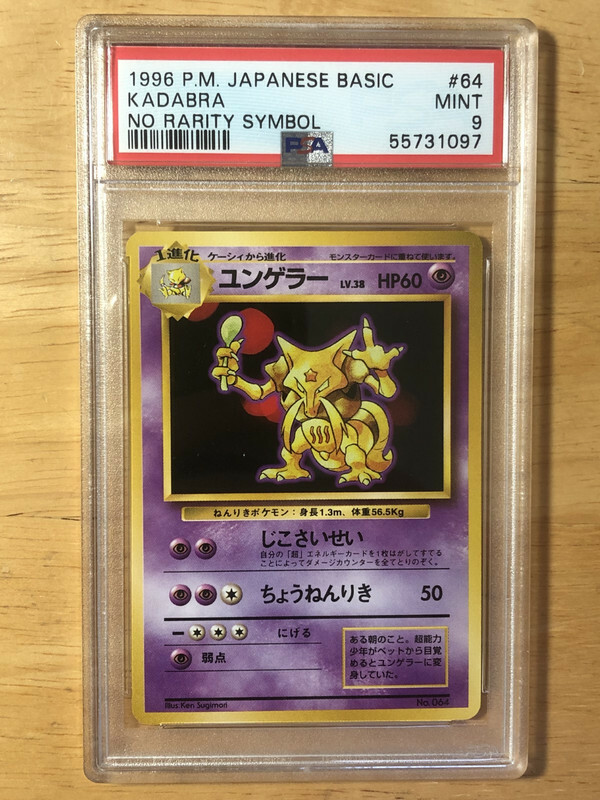 1996 P.M. JAPANESE BASIC #64
KADABRA MINT
NO RARITY SYMBOL 9
PSA 55731097
1進化 ケーシィから進化 モンスターカードに重ねて使います。
ユンゲラー LV.38 HP60
ねんりきポケモン：身長1.3m、体重56.5Kg
じこさいせい
自分の「超」エネルギーカードを1枚はがしてすてる
ことによってダメージカウンターを全てとりのぞく。
ちょうねんりき 50
にげる
弱点
ある朝のこと。超能力
少年がベットから目覚
めるとユンゲラーに変
身していた。
Illus.Ken Sugimori No.064